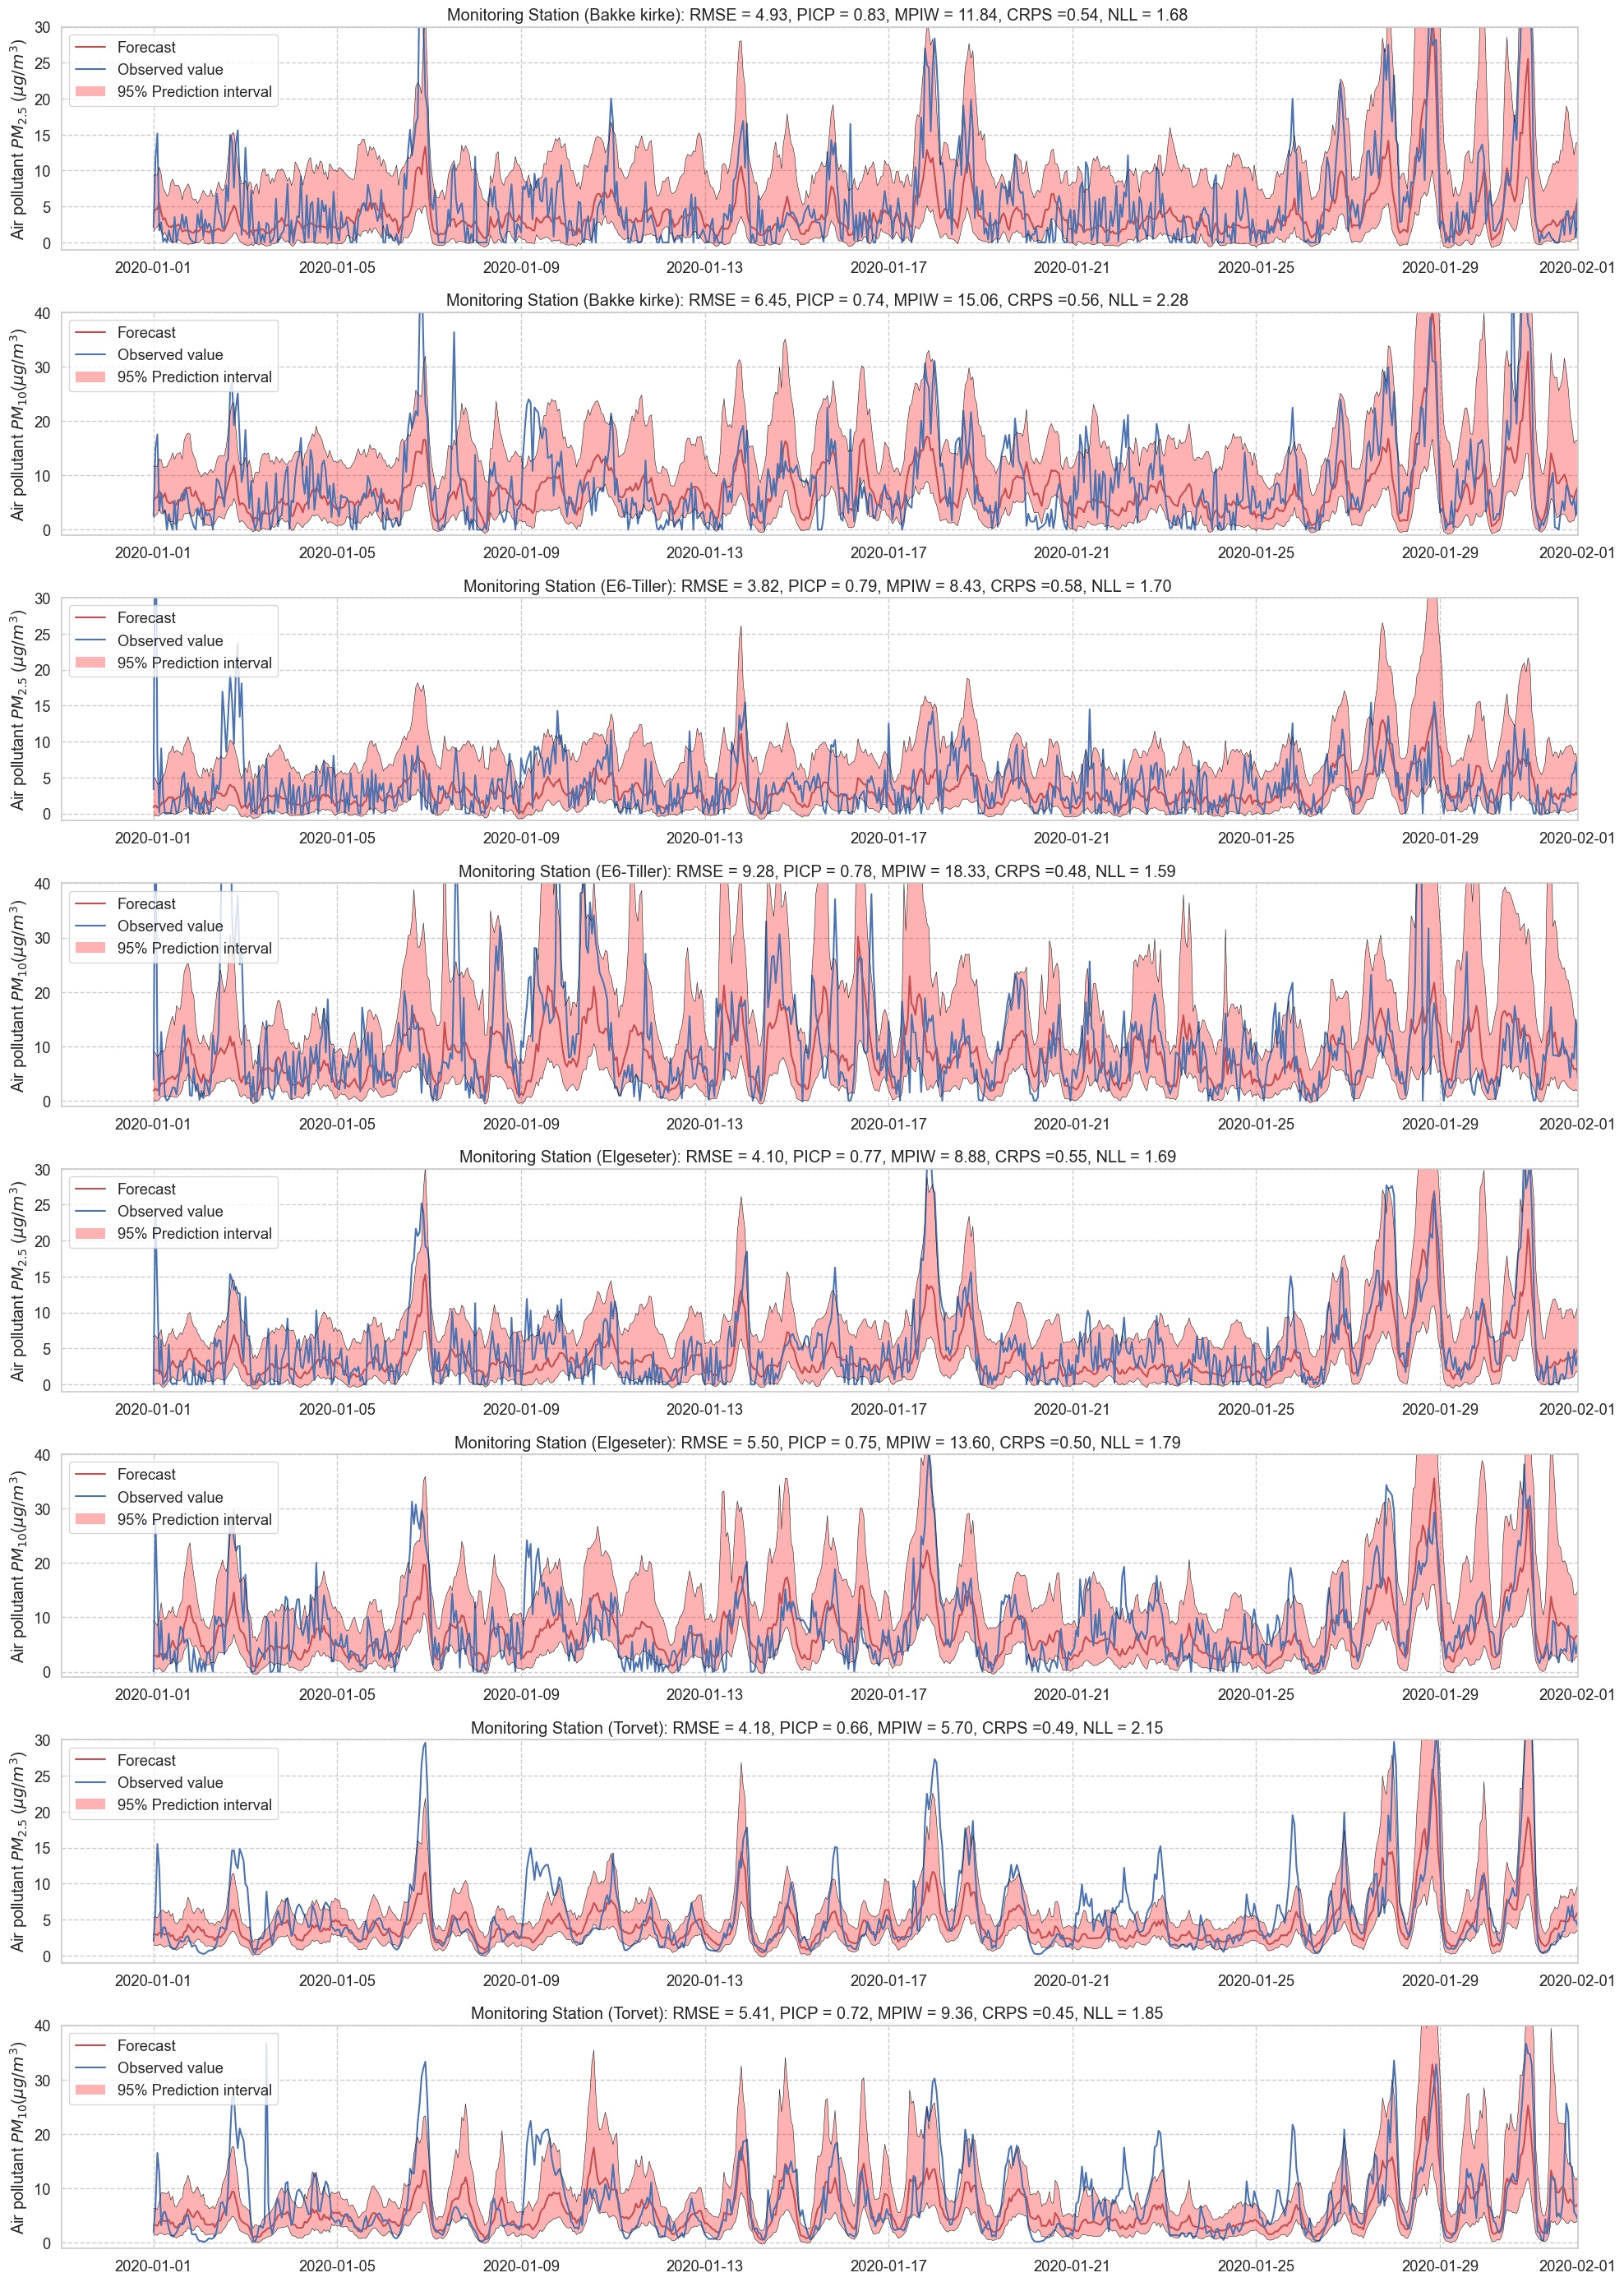 Monitoring Station (Bakke kirke): RMSE = 4.93, PICP = 0.83, MPIW = 11.84, CRPS =0.54, NLL = 1.68
Air pollutant PM2.5 (µg/m3)
30
25
20
15
10
5
0
Forecast
Observed value
95% Prediction interval
2020-01-01 2020-01-05 2020-01-09 2020-01-13 2020-01-17 2020-01-21 2020-01-25 2020-01-29 2020-02-01
Monitoring Station (Bakke kirke): RMSE = 6.45, PICP = 0.74, MPIW = 15.06, CRPS =0.56, NLL = 2.28
Air pollutant PM10(µg/m3)
40
30
20
10
0
Forecast
Observed value
95% Prediction interval
2020-01-01 2020-01-05 2020-01-09 2020-01-13 2020-01-17 2020-01-21 2020-01-25 2020-01-29 2020-02-01
Monitoring Station (E6-Tiller): RMSE = 3.82, PICP = 0.79, MPIW = 8.43, CRPS =0.58, NLL = 1.70
Air pollutant PM2.5 (µg/m3)
30
25
20
15
10
5
0
Forecast
Observed value
95% Prediction interval
2020-01-01 2020-01-05 2020-01-09 2020-01-13 2020-01-17 2020-01-21 2020-01-25 2020-01-29 2020-02-01
Monitoring Station (E6-Tiller): RMSE = 9.28, PICP = 0.78, MPIW = 18.33, CRPS =0.48, NLL = 1.59
Air pollutant PM10(µg/m3)
40
30
20
10
0
Forecast
Observed value
95% Prediction interval
2020-01-01 2020-01-05 2020-01-09 2020-01-13 2020-01-17 2020-01-21 2020-01-25 2020-01-29 2020-02-01
Monitoring Station (Elgeseter): RMSE = 4.10, PICP = 0.77, MPIW = 8.88, CRPS =0.55, NLL = 1.69
Air pollutant PM2.5 (µg/m3)
30
25
20
15
10
5
0
Forecast
Observed value
95% Prediction interval
2020-01-01 2020-01-05 2020-01-09 2020-01-13 2020-01-17 2020-01-21 2020-01-25 2020-01-29 2020-02-01
Monitoring Station (Elgeseter): RMSE = 5.50, PICP = 0.75, MPIW = 13.60, CRPS =0.50, NLL = 1.79
Air pollutant PM10(µg/m3)
40
30
20
10
0
Forecast
Observed value
95% Prediction interval
2020-01-01 2020-01-05 2020-01-09 2020-01-13 2020-01-17 2020-01-21 2020-01-25 2020-01-29 2020-02-01
Monitoring Station (Torvet): RMSE = 4.18, PICP = 0.66, MPIW = 5.70, CRPS =0.49, NLL = 2.15
Air pollutant PM2.5 (µg/m3)
30
25
20
15
10
5
0
Forecast
Observed value
95% Prediction interval
2020-01-01 2020-01-05 2020-01-09 2020-01-13 2020-01-17 2020-01-21 2020-01-25 2020-01-29 2020-02-01
Monitoring Station (Torvet): RMSE = 5.41, PICP = 0.72, MPIW = 9.36, CRPS =0.45, NLL = 1.85
Air pollutant PM10(µg/m3)
40
30
20
10
0
Forecast
Observed value
95% Prediction interval
2020-01-01 2020-01-05 2020-01-09 2020-01-13 2020-01-17 2020-01-21 2020-01-25 2020-01-29 2020-02-01